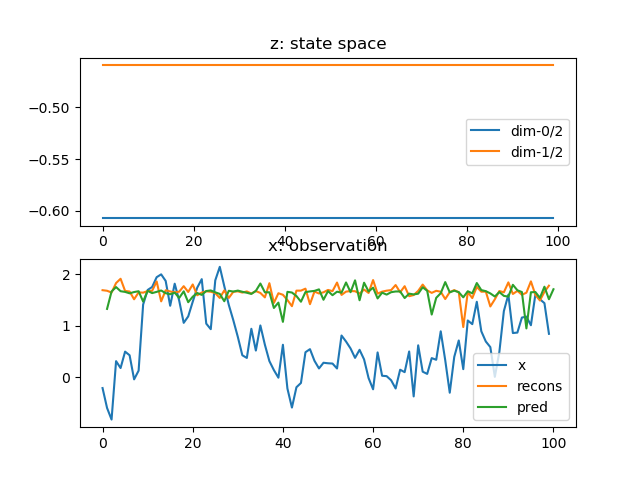 z: state space
−0.50
−0.55
−0.60
dim-0/2
dim-1/2
0 20 40 60 80 100
x: observation
2
1
0
x
recons
pred
0 20 40 60 80 100